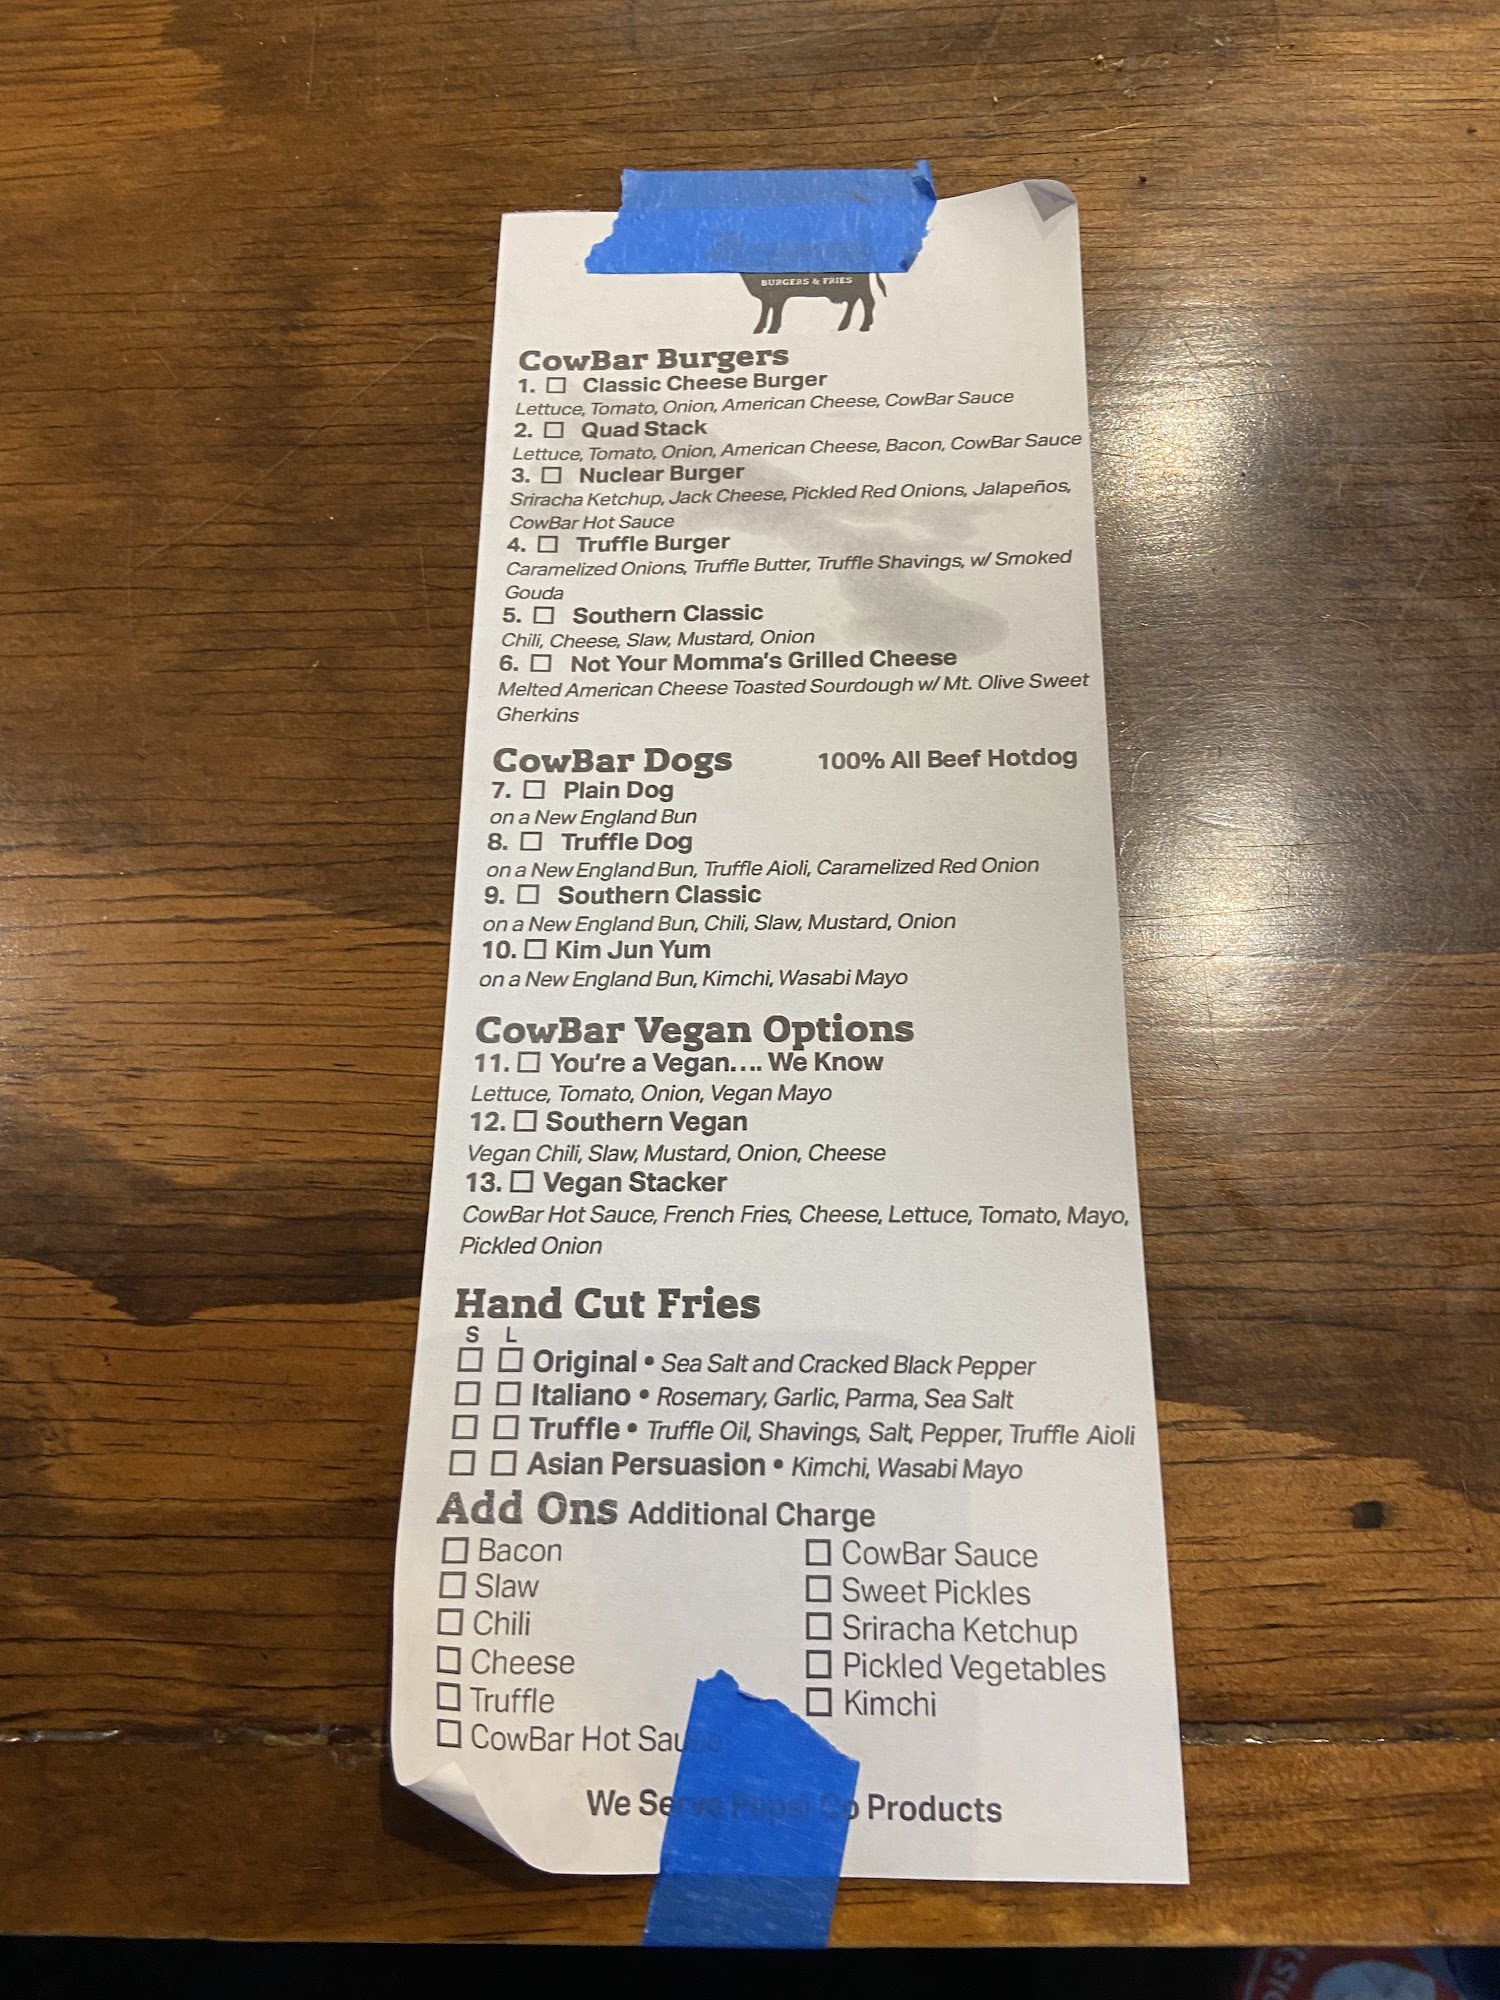 BURGERS & FRIES
CowBar Burgers
1. ☐ Classic Cheese Burger
Lettuce, Tomato, Onion, American Cheese, CowBar Sauce
2. ☐ Quad Stack
Lettuce, Tomato, Onion, American Cheese, Bacon, CowBar Sauce
3. ☐ Nuclear Burger
Sriracha Ketchup, Jack Cheese, Pickled Red Onions, Jalapeños,
CowBar Hot Sauce
4. ☐ Truffle Burger
Caramelized Onions, Truffle Butter, Truffle Shavings, w/ Smoked
Gouda
5. ☐ Southern Classic
Chili, Cheese, Slaw, Mustard, Onion
6. ☐ Not Your Momma's Grilled Cheese
Melted American Cheese Toasted Sourdough w/ Mt. Olive Sweet
Gherkins
CowBar Dogs 100% All Beef Hotdog
7. ☐ Plain Dog
on a New England Bun
8. ☐ Truffle Dog
on a New England Bun, Truffle Aioli, Caramelized Red Onion
9. ☐ Southern Classic
on a New England Bun, Chili, Slaw, Mustard, Onion
10. ☐ Kim Jun Yum
on a New England Bun, Kimchi, Wasabi Mayo
CowBar Vegan Options
11. ☐ You're a Vegan.... We Know
Lettuce, Tomato, Onion, Vegan Mayo
12. ☐ Southern Vegan
Vegan Chili, Slaw, Mustard, Onion, Cheese
13. ☐ Vegan Stacker
CowBar Hot Sauce, French Fries, Cheese, Lettuce, Tomato, Mayo,
Pickled Onion
Hand Cut Fries
S L
☐ ☐ Original • Sea Salt and Cracked Black Pepper
☐ ☐ Italiano • Rosemary, Garlic, Parma, Sea Salt
☐ ☐ Truffle • Truffle Oil, Shavings, Salt, Pepper, Truffle Aioli
☐ ☐ Asian Persuasion • Kimchi, Wasabi Mayo
Add Ons Additional Charge
☐ Bacon
☐ Slaw
☐ Chili
☐ Cheese
☐ Truffle
☐ CowBar Hot Sauce
☐ CowBar Sauce
☐ Sweet Pickles
☐ Sriracha Ketchup
☐ Pickled Vegetables
☐ Kimchi
We Serve Pepsi Co Products